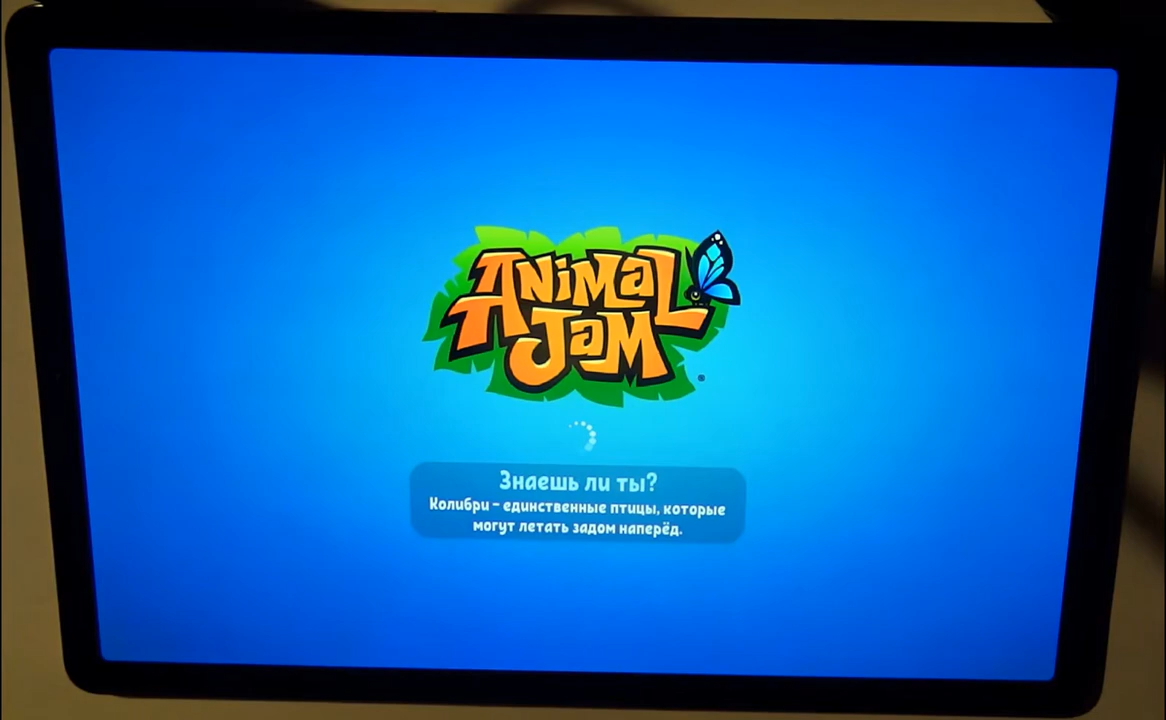 ANiMaL
JaM
®
Знаешь ли ты?
Колибри – единственные птицы, которые
могут летать задом наперёд.